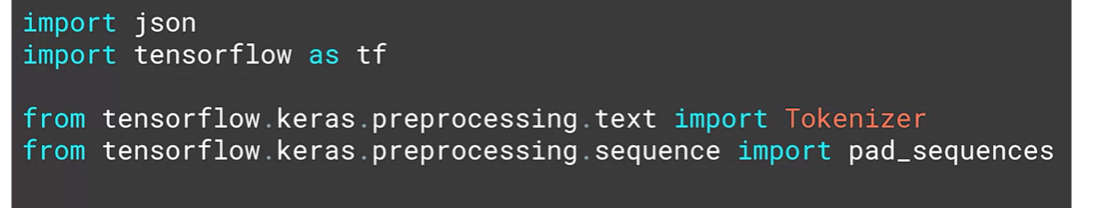 import json
import tensorflow as tf
from tensorflow.keras.preprocessing.text import Tokenizer
from tensorflow.keras.preprocessing.sequence import pad_sequences